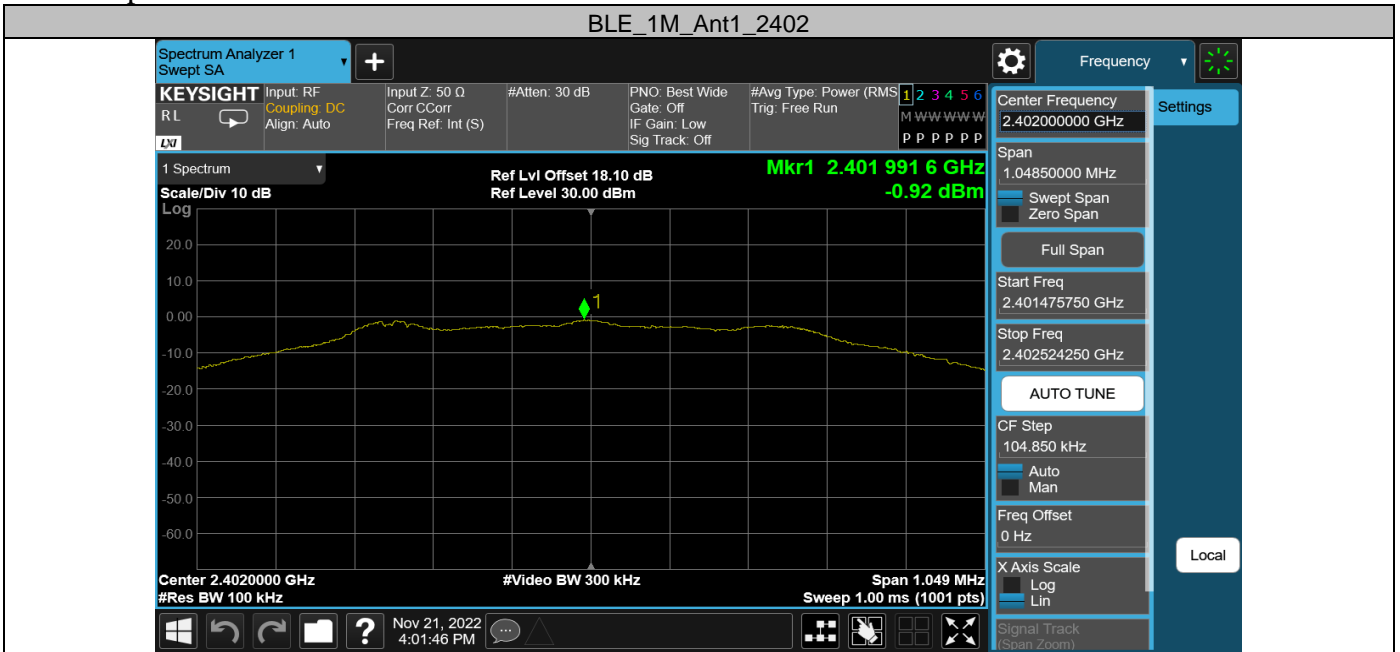 BLE_1M_Ant1_2402
Spectrum Analyzer 1
Swept SA
Frequency
KEYSIGHT
RL
LXI
Input: RF
Coupling: DC
Align: Auto
Input Z: 50 Ω
Corr CCorr
Freq Ref: Int (S)
#Atten: 30 dB
PNO: Best Wide
Gate: Off
IF Gain: Low
Sig Track: Off
#Avg Type: Power (RMS
Trig: Free Run
1 2 3 4 5 6
M W W W W W
P P P P P P
Center Frequency
2.402000000 GHz
Settings
1 Spectrum
Scale/Div 10 dB
Log
Ref Lvl Offset 18.10 dB
Ref Level 30.00 dBm
Mkr1 2.401 991 6 GHz
-0.92 dBm
20.0
10.0
0.00
-10.0
-20.0
-30.0
-40.0
-50.0
-60.0
1
Center 2.4020000 GHz
#Res BW 100 kHz
#Video BW 300 kHz
Span 1.049 MHz
Sweep 1.00 ms (1001 pts)
Span
1.04850000 MHz
Swept Span
Zero Span
Full Span
Start Freq
2.401475750 GHz
Stop Freq
2.402524250 GHz
AUTO TUNE
CF Step
104.850 kHz
Auto
Man
Freq Offset
0 Hz
X Axis Scale
Log
Lin
Signal Track
(Span Zoom)
Local
Nov 21, 2022
4:01:46 PM